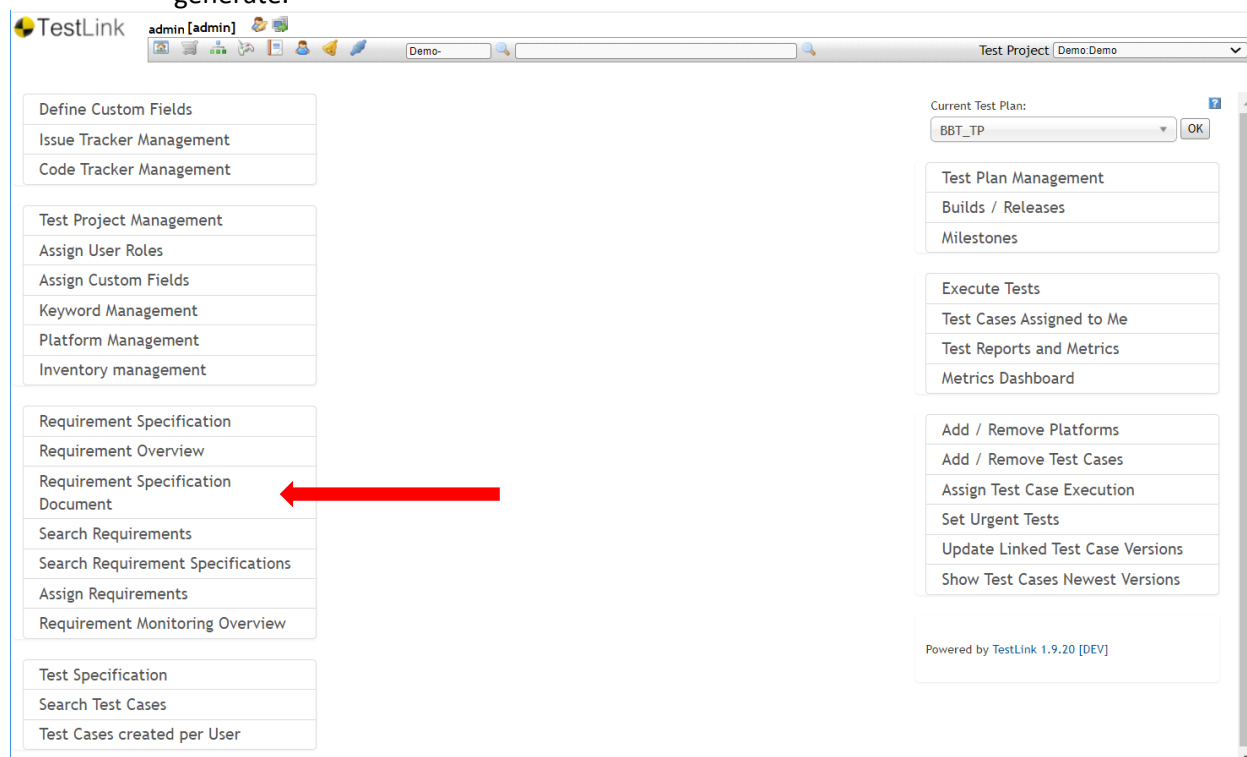 generate.
TestLink
admin [admin]
Demo-
Test Project Demo:Demo
Define Custom Fields
Issue Tracker Management
Code Tracker Management
Test Project Management
Assign User Roles
Assign Custom Fields
Keyword Management
Platform Management
Inventory management
Requirement Specification
Requirement Overview
Requirement Specification
Document
Search Requirements
Search Requirement Specifications
Assign Requirements
Requirement Monitoring Overview
Test Specification
Search Test Cases
Test Cases created per User
Current Test Plan:
?
BBT_TP
OK
Test Plan Management
Builds / Releases
Milestones
Execute Tests
Test Cases Assigned to Me
Test Reports and Metrics
Metrics Dashboard
Add / Remove Platforms
Add / Remove Test Cases
Assign Test Case Execution
Set Urgent Tests
Update Linked Test Case Versions
Show Test Cases Newest Versions
Powered by TestLink 1.9.20 [DEV]